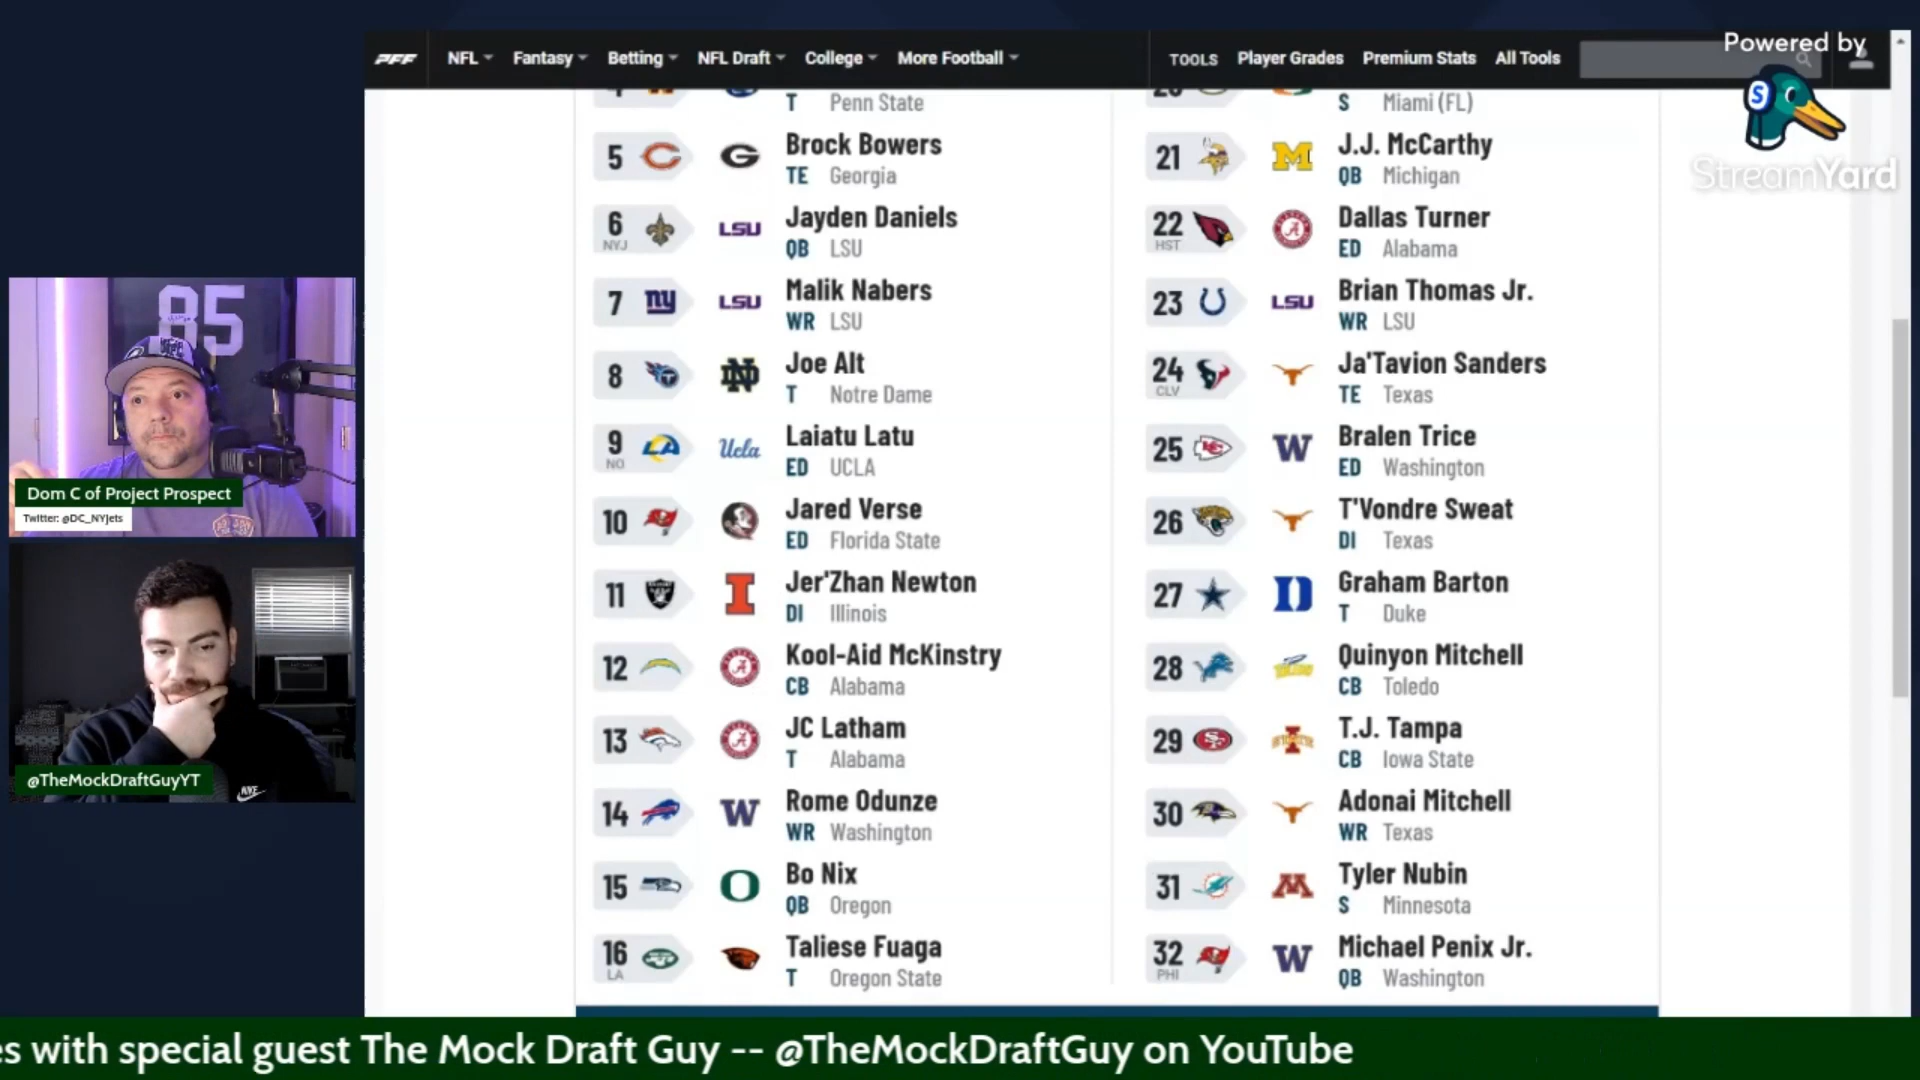 Powered by
StreamYard
PFF NFL Fantasy Betting NFL Draft College More Football TOOLS Player Grades Premium Stats All Tools
T Penn State
5 Brock Bowers
TE Georgia
6 NYJ LSU Jayden Daniels
QB LSU
7 ny LSU Malik Nabers
WR LSU
8 ND Joe Alt
T Notre Dame
9 NO Ucla Laiatu Latu
ED UCLA
10 Jared Verse
ED Florida State
11 I Jer'Zhan Newton
DI Illinois
12 Kool-Aid McKinstry
CB Alabama
13 JC Latham
T Alabama
14 W Rome Odunze
WR Washington
15 O Bo Nix
QB Oregon
16 LA Taliese Fuaga
T Oregon State
S Miami (FL)
21 M J.J. McCarthy
QB Michigan
22 HST Dallas Turner
ED Alabama
23 LSU Brian Thomas Jr.
WR LSU
24 CLV Ja'Tavion Sanders
TE Texas
25 KC W Bralen Trice
ED Washington
26 T'Vondre Sweat
DI Texas
27 D Graham Barton
T Duke
28 Quinyon Mitchell
CB Toledo
29 SF T.J. Tampa
CB Iowa State
30 Adonai Mitchell
WR Texas
31 M Tyler Nubin
S Minnesota
32 PHI W Michael Penix Jr.
QB Washington
85
Dom C of Project Prospect
Twitter: @DC_NYjets
@TheMockDraftGuyYT
NIKE
es with special guest The Mock Draft Guy -- @TheMockDraftGuy on YouTube